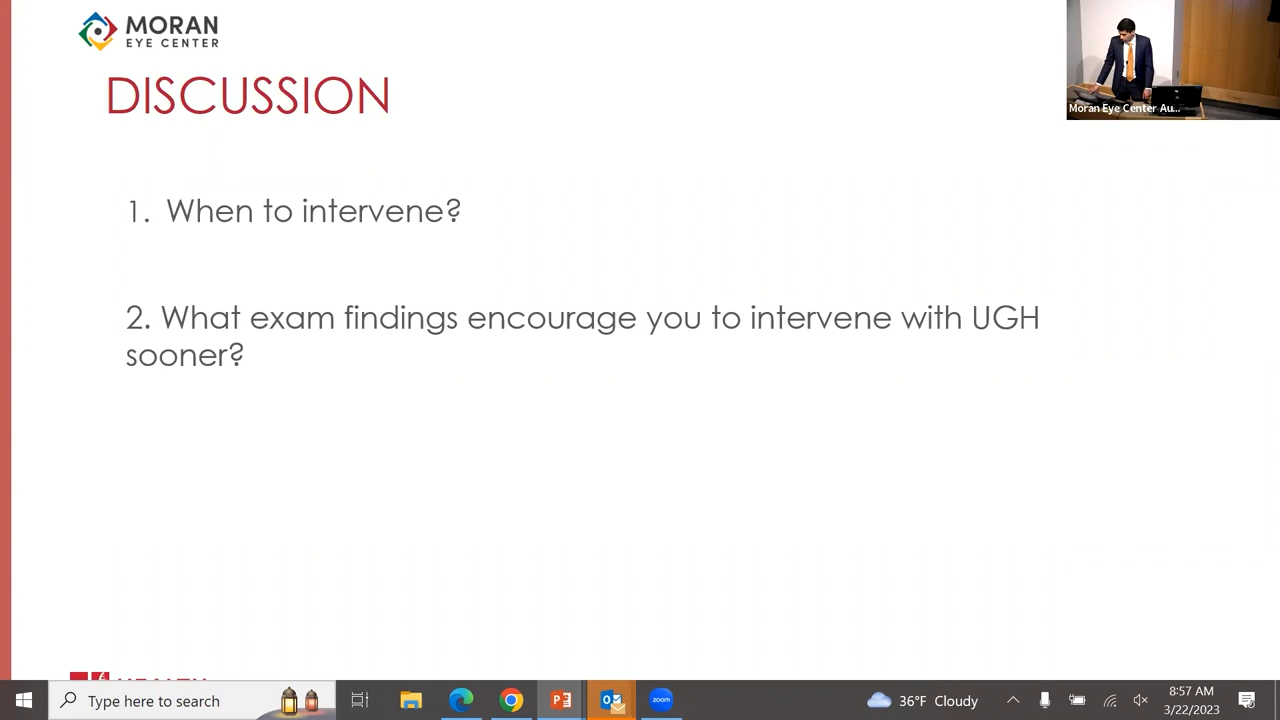 MORAN
EYE CENTER
DISCUSSION
Moran Eye Center Au...
1. When to intervene?
2. What exam findings encourage you to intervene with UGH
sooner?
Type here to search
zoom
36°F Cloudy
8:57 AM
3/22/2023